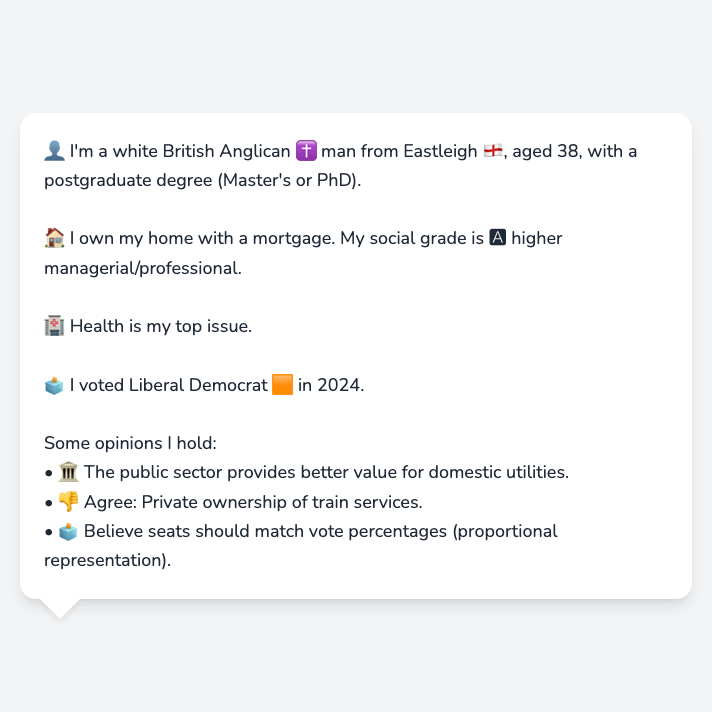 👤 I'm a white British Anglican ✝️ man from Eastleigh 🏴󠁧󠁢󠁥󠁮󠁧󠁿, aged 38, with a
postgraduate degree (Master's or PhD).
🏠 I own my home with a mortgage. My social grade is 🅰 higher
managerial/professional.
🏥 Health is my top issue.
🗳️ I voted Liberal Democrat 🟧 in 2024.
Some opinions I hold:
• 🏛️ The public sector provides better value for domestic utilities.
• 👎 Agree: Private ownership of train services.
• 🗳️ Believe seats should match vote percentages (proportional
representation).